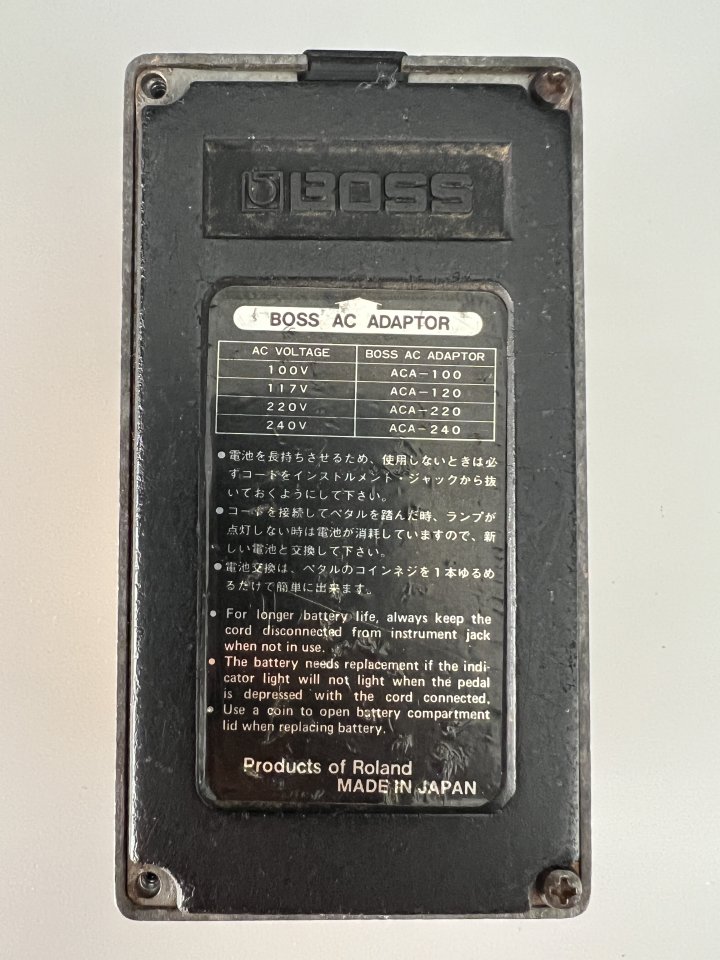 BOSS
BOSS AC ADAPTOR
AC VOLTAGE BOSS AC ADAPTOR
100V ACA-100
117V ACA-120
220V ACA-220
240V ACA-240
●電池を長持ちさせるため、使用しないときは必
ずコードをインストルメント・ジャックから抜
いておくようにして下さい。
●コードを接続してペタルを踏んだ時、ランプが
点灯しない時は電池が消耗していますので、新
しい電池と交換して下さい。
●電池交換は、ペタルのコインネジを1本ゆるめ
るだけで簡単に出来ます。
● For longer battery life, always keep the
cord disconnected from instrument jack
when not in use.
● The battery needs replacement if the indi-
cator light will not light when the pedal
is depressed with the cord connected.
● Use a coin to open battery compartment
lid when replacing battery.
Products of Roland
MADE IN JAPAN